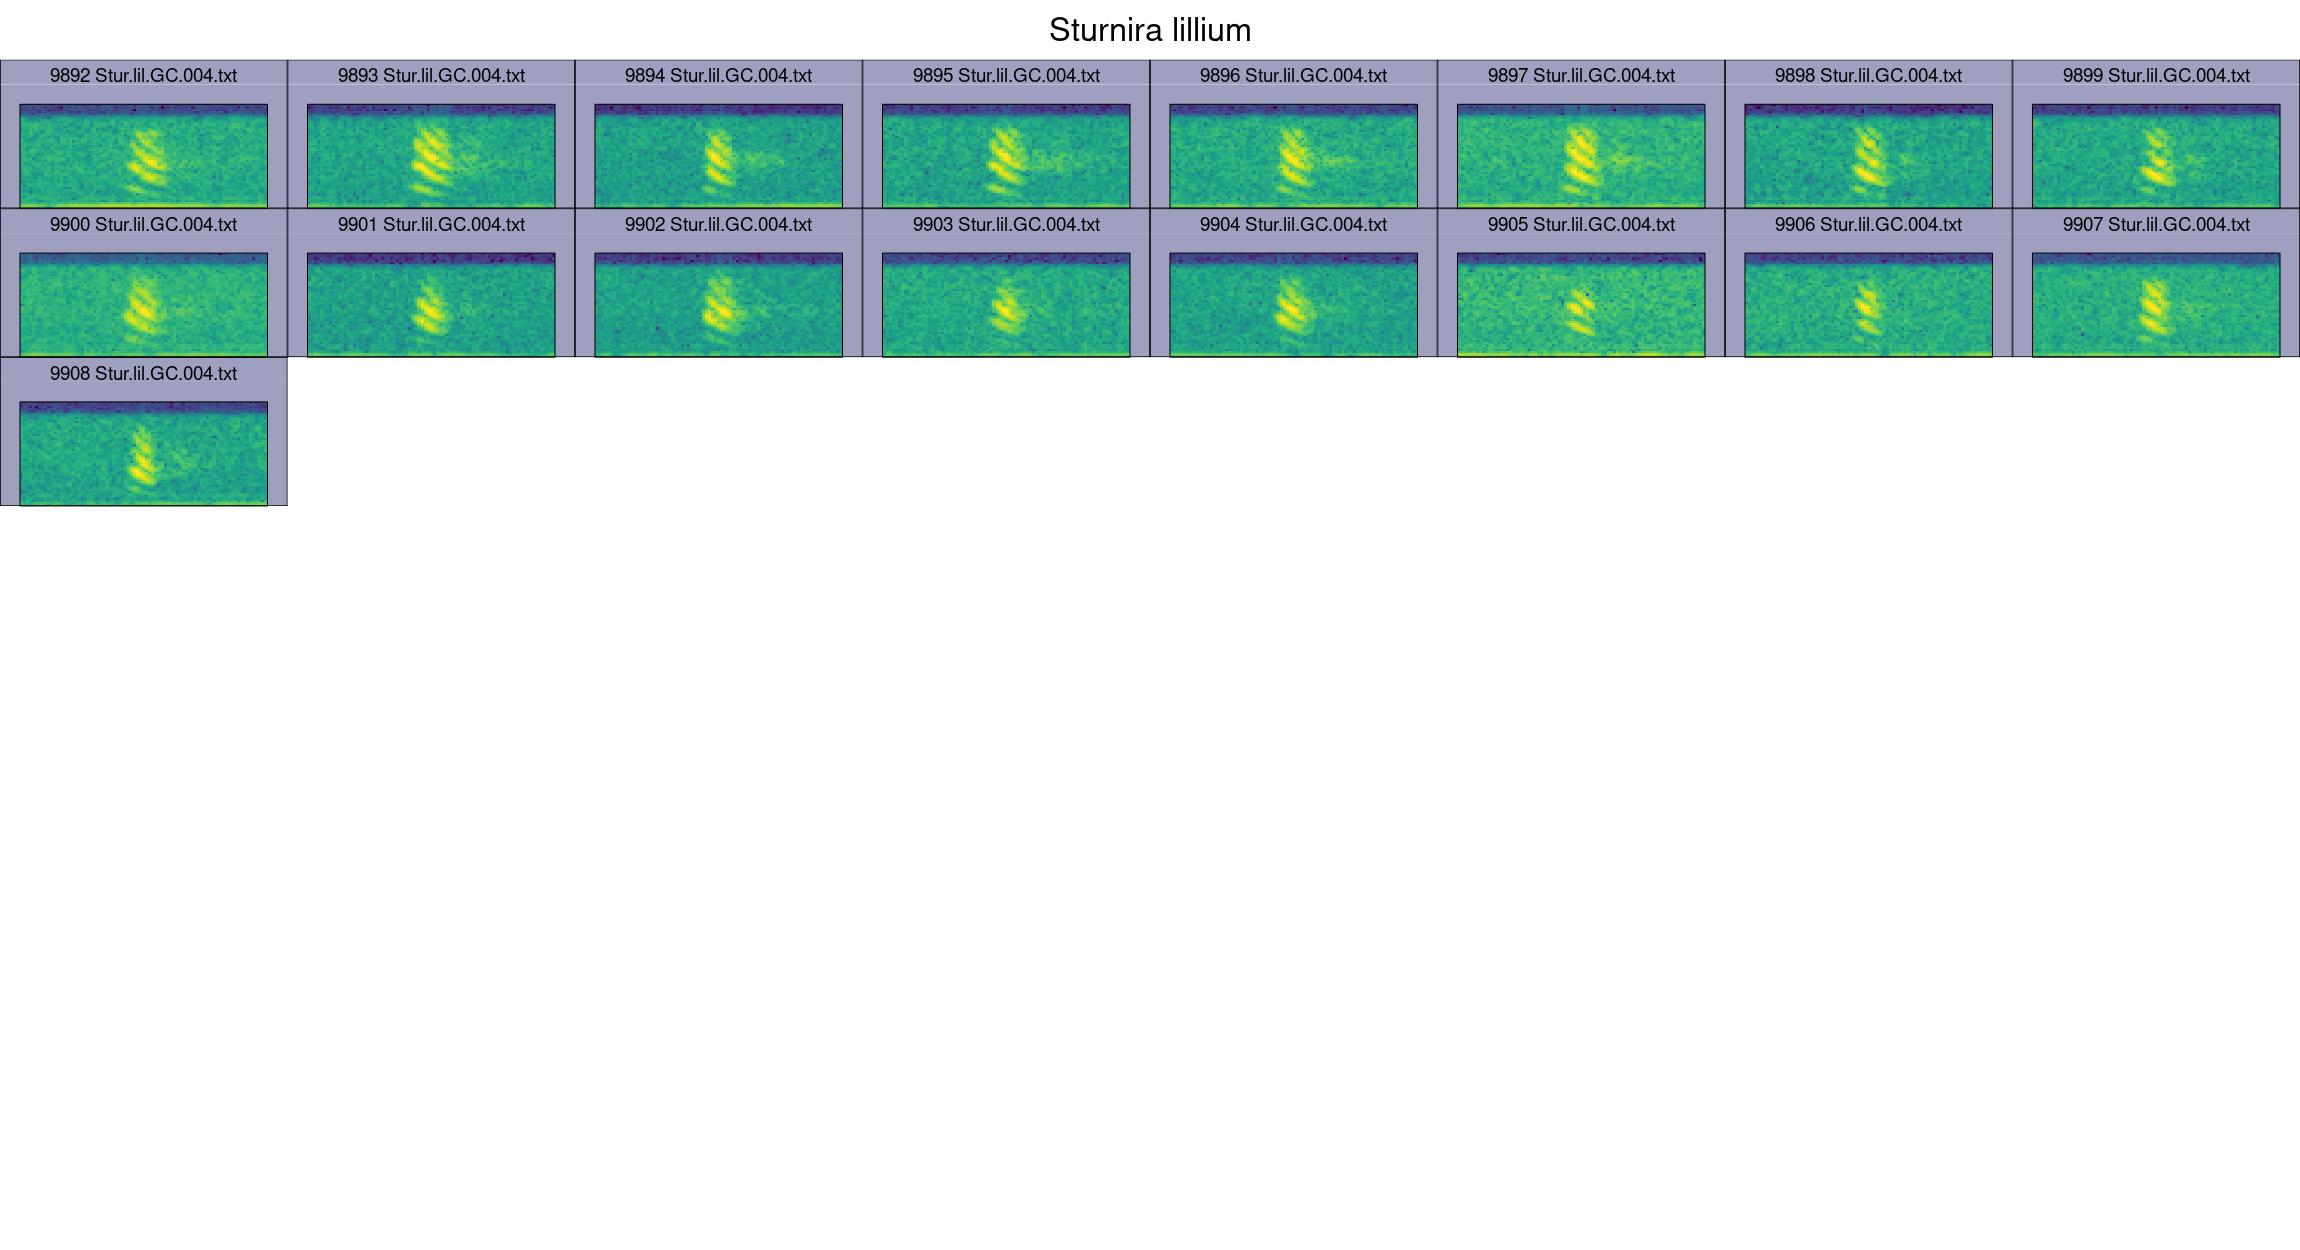 Sturnira lillium
9892 Stur.lil.GC.004.txt
9893 Stur.lil.GC.004.txt
9894 Stur.lil.GC.004.txt
9895 Stur.lil.GC.004.txt
9896 Stur.lil.GC.004.txt
9897 Stur.lil.GC.004.txt
9898 Stur.lil.GC.004.txt
9899 Stur.lil.GC.004.txt
9900 Stur.lil.GC.004.txt
9901 Stur.lil.GC.004.txt
9902 Stur.lil.GC.004.txt
9903 Stur.lil.GC.004.txt
9904 Stur.lil.GC.004.txt
9905 Stur.lil.GC.004.txt
9906 Stur.lil.GC.004.txt
9907 Stur.lil.GC.004.txt
9908 Stur.lil.GC.004.txt